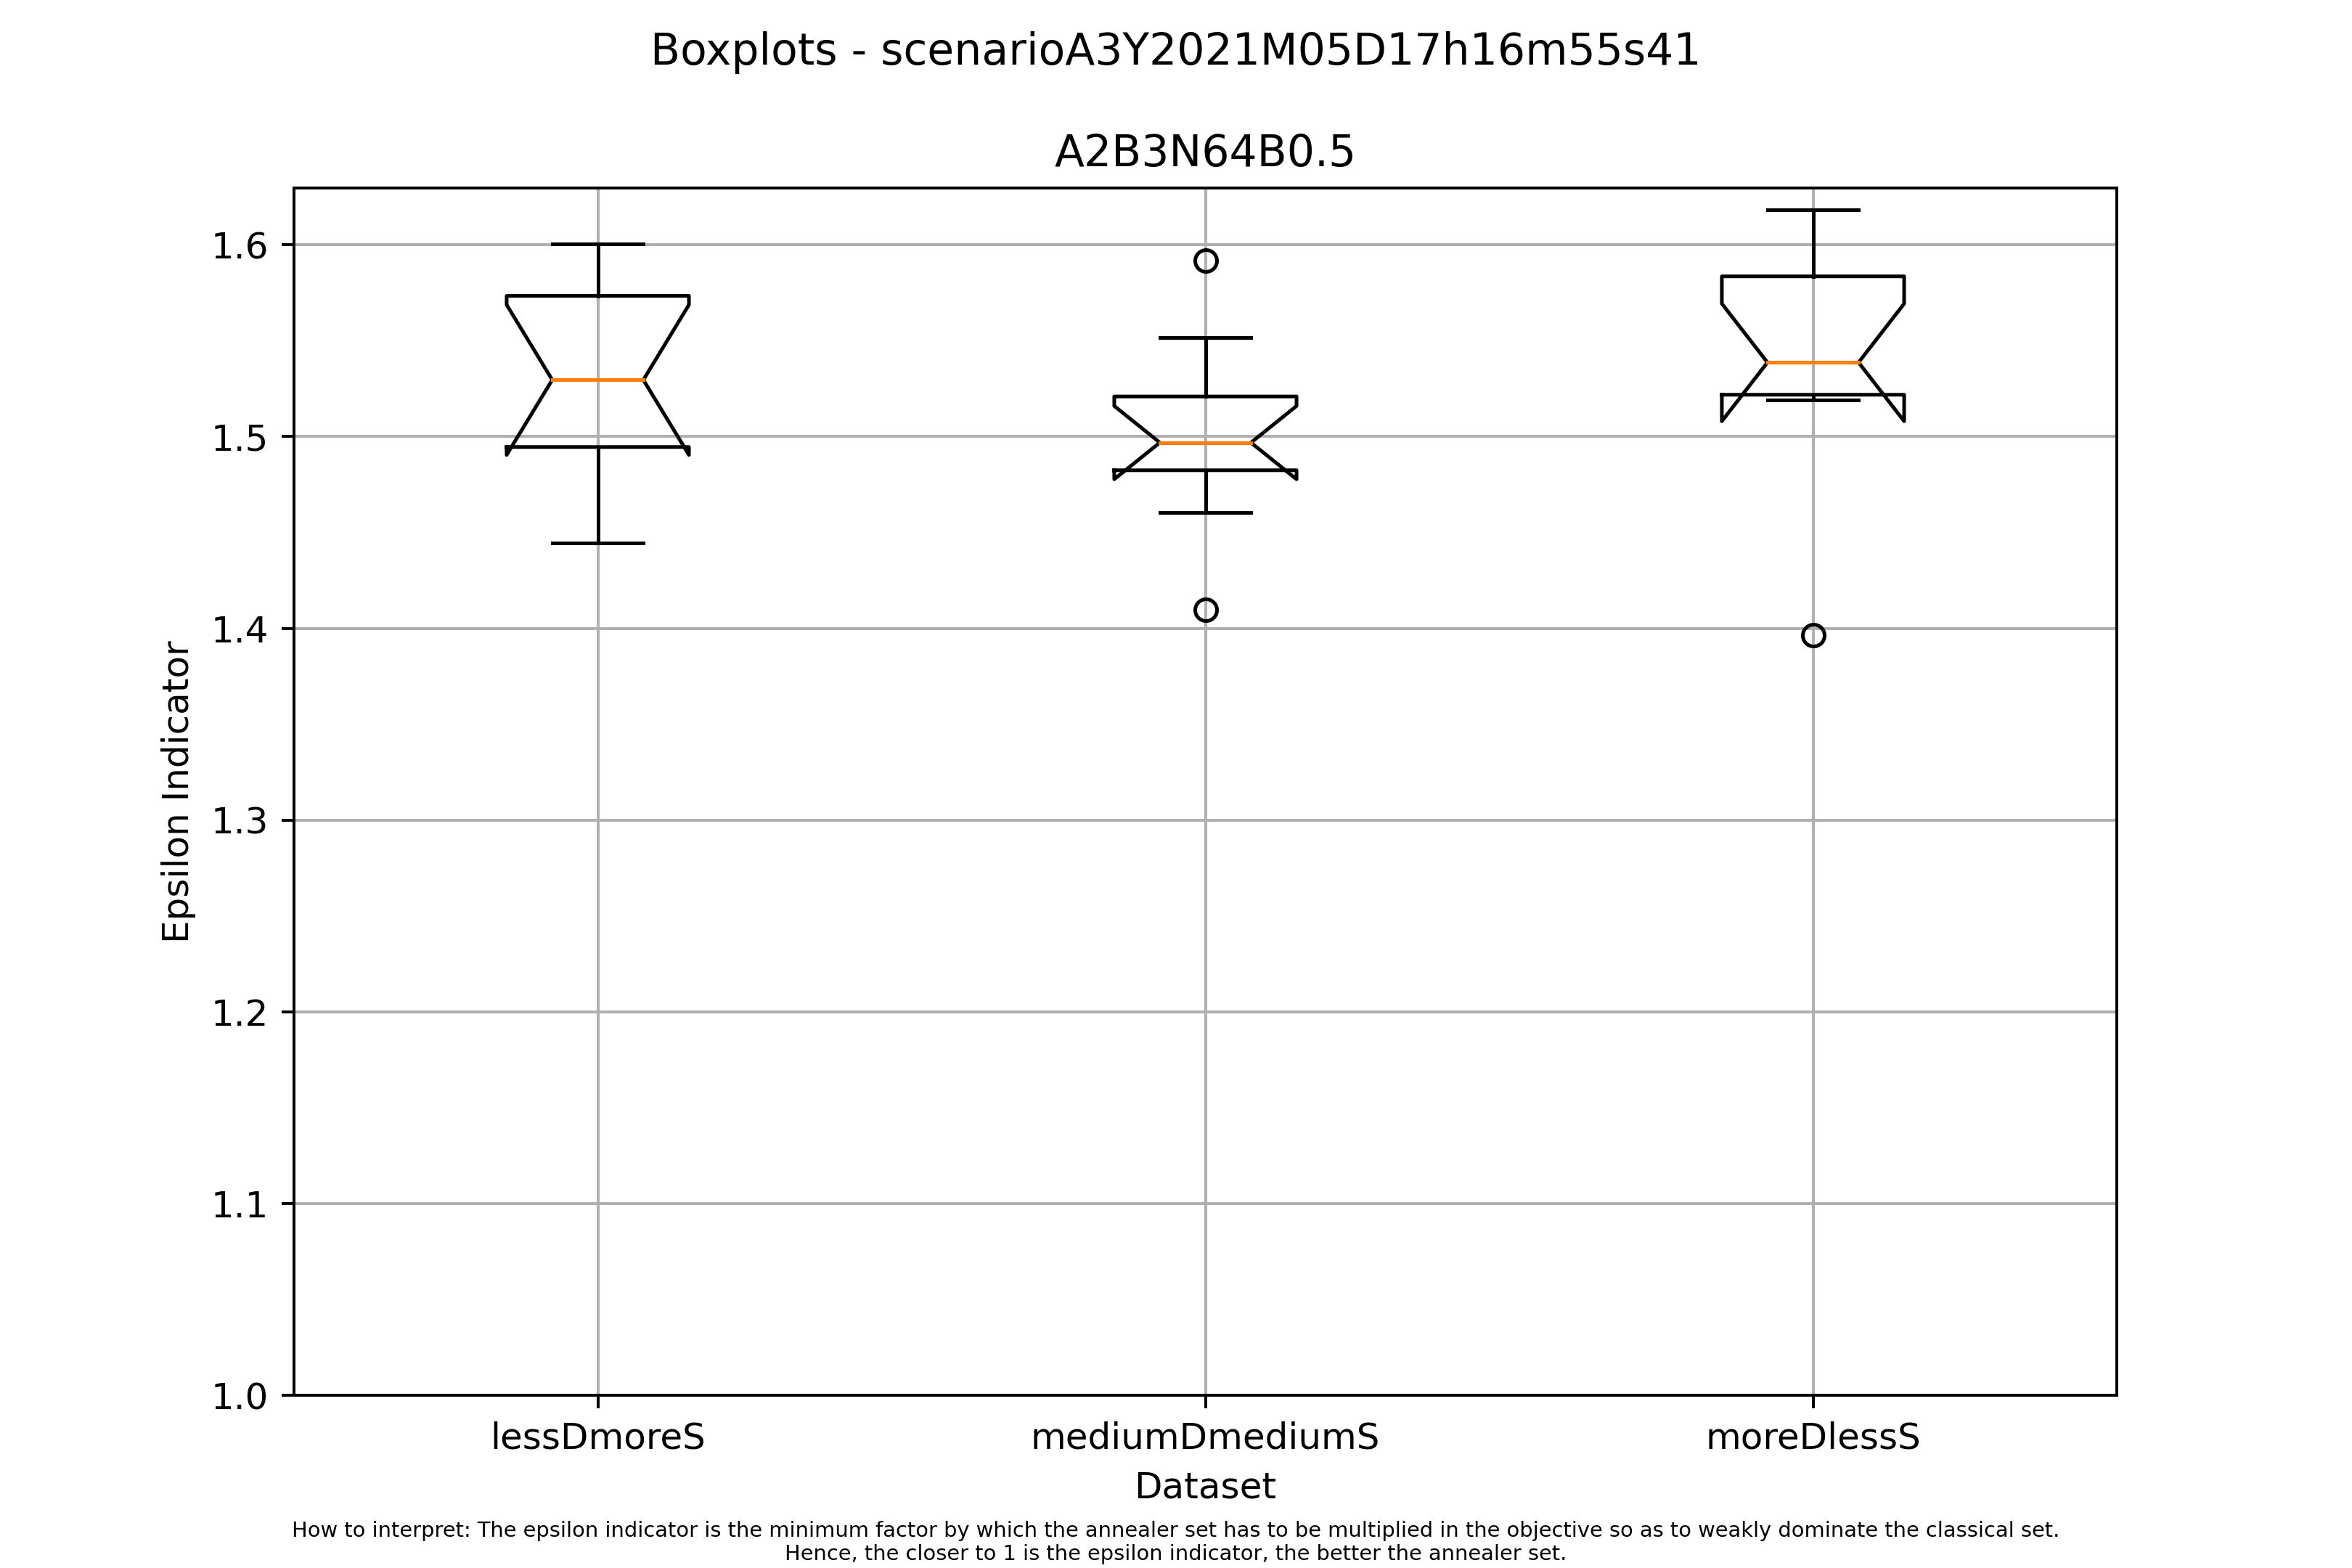 Boxplots - scenarioA3Y2021M05D17h16m55s41
A2B3N64B0.5
1.6
1.5
1.4
1.3
1.2
1.1
1.0
Epsilon Indicator
lessDmoreS
mediumDmediumS
moreDlessS
Dataset
How to interpret: The epsilon indicator is the minimum factor by which the annealer set has to be multiplied in the objective so as to weakly dominate the classical set.
Hence, the closer to 1 is the epsilon indicator, the better the annealer set.